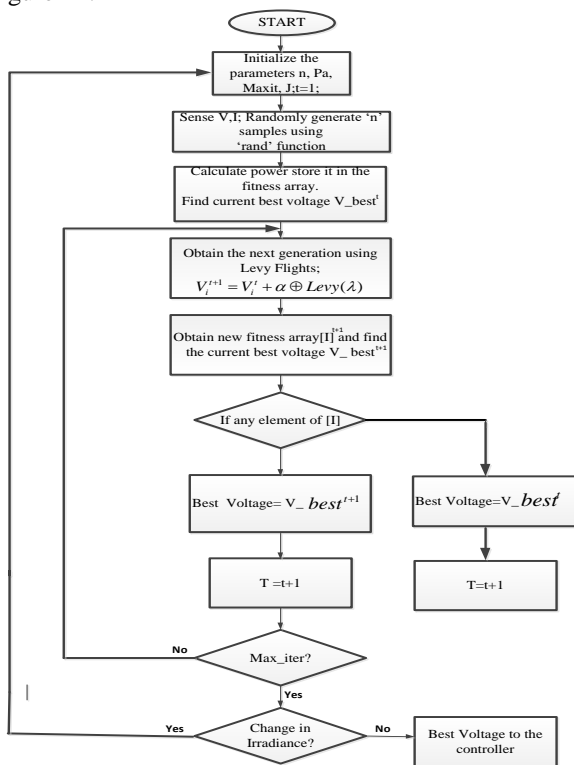 START
Initialize the
parameters n, Pa,
Maxit, J;t=1;
Sense V,I; Randomly generate ‘n’
samples using
‘rand’ function
Calculate power store it in the
fitness array.
Find current best voltage V_best^t
Obtain the next generation using
Levy Flights;
V_i^{t+1} = V_i^t + α ⊕ Levy(λ)
Obtain new fitness array[I]^{t+1} and find
the current best voltage V_ best^{t+1}
If any element of [I]
Best Voltage= V_ best^{t+1}
Best Voltage=V_ best^t
T =t+1
T=t+1
No
Max_iter?
Yes
Yes
Change in
Irradiance?
No
Best Voltage to the
controller